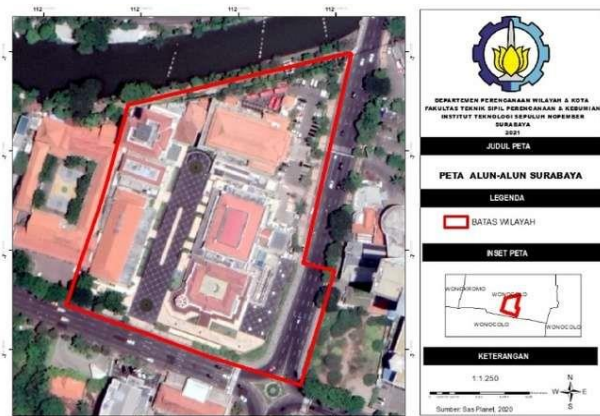 112
112
112
DEPARTEMEN PERENCANAAN WILAYAH & KOTA
FAKULTAS TEKNIK SIPIL PERENCANAAN & KEBUMIAN
INSTITUT TEKNOLOGI SEPULUH NOPEMBER
SURABAYA
2021
JUDUL PETA
PETA ALUN-ALUN SURABAYA
LEGENDA
BATAS WILAYAH
INSET PETA
WONOKROMO
WONOCOLO
WONOCOLO
KETERANGAN
1:1.250
N
W
E
S
Sumber: Sas Planet, 2020